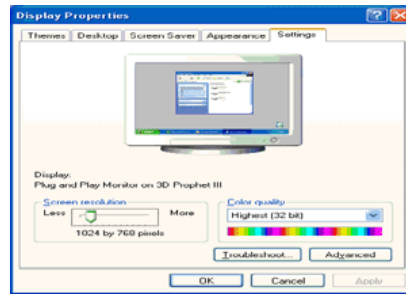 Display Properties
Themes Desktop Screen Saver Appearance Settings
Display:
Plug and Play Monitor on 3D Prophet III
Screen resolution
Less More
1024 by 768 pixels
Color quality
Highest (32 bit)
Troubleshoot... Advanced
OK Cancel Apply